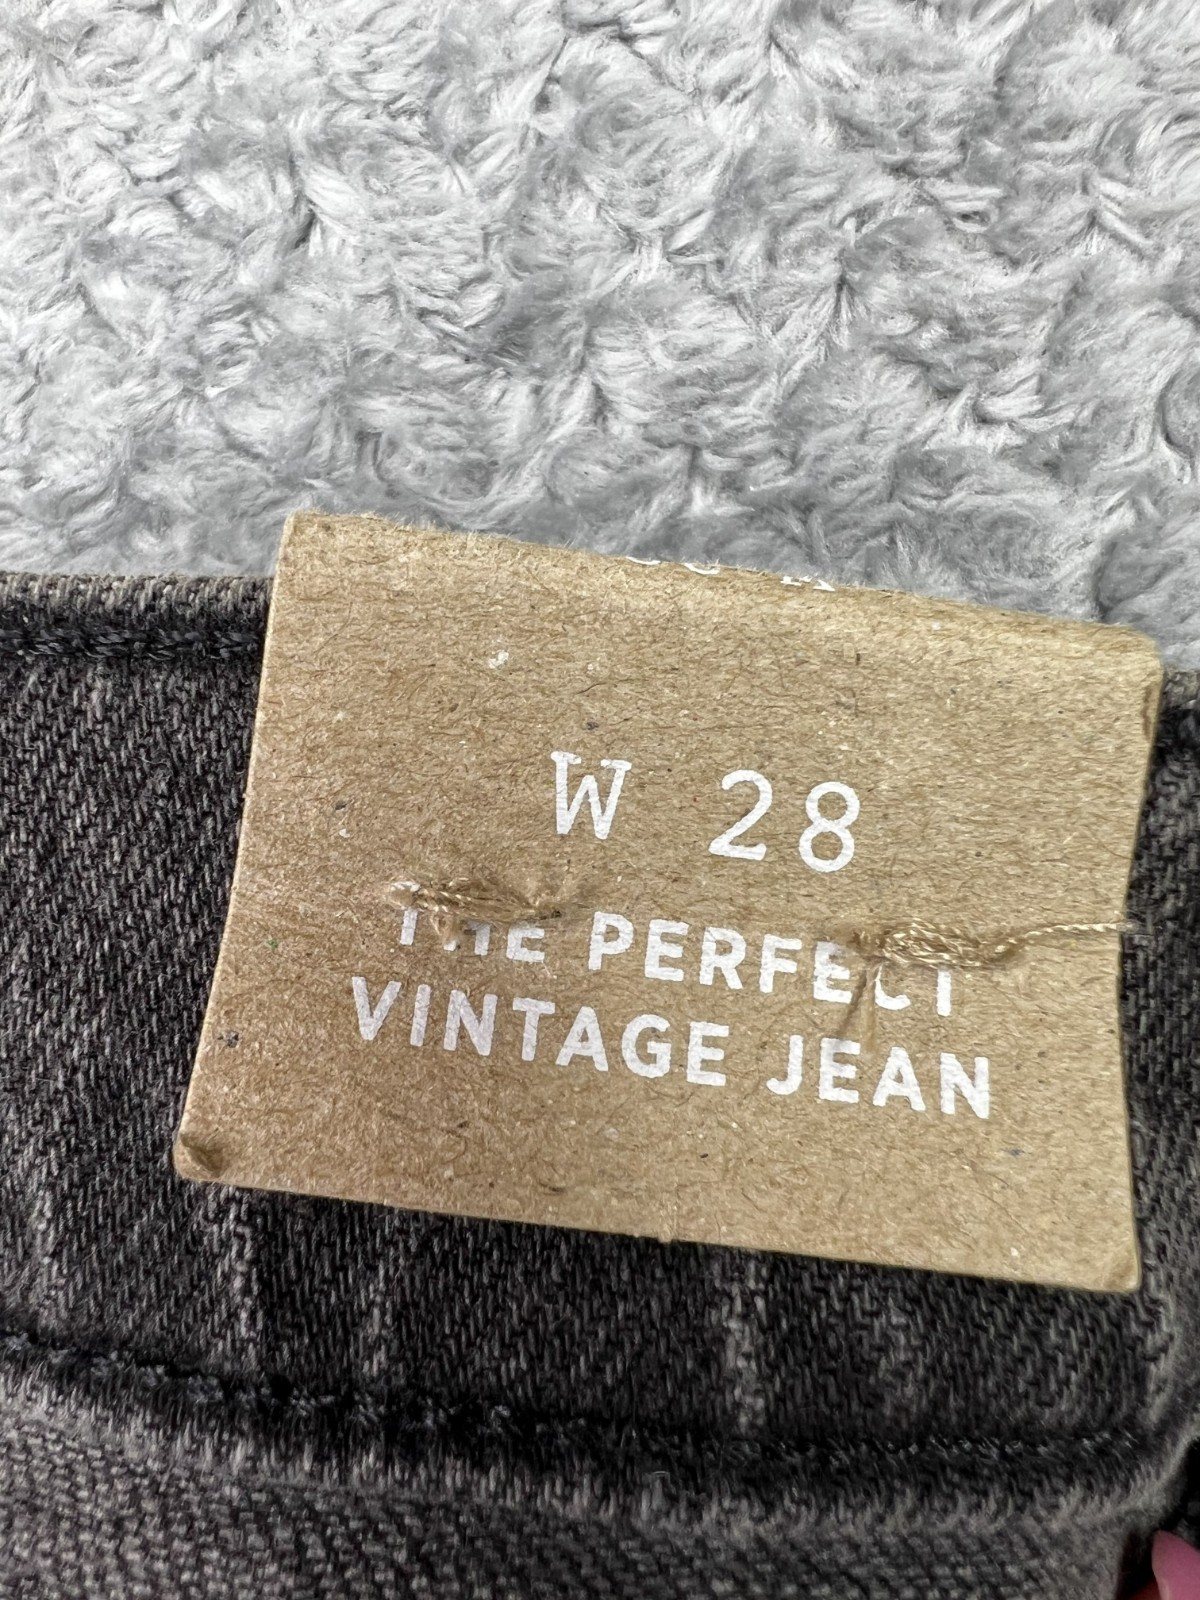 W 28
THE PERFECT
VINTAGE JEAN